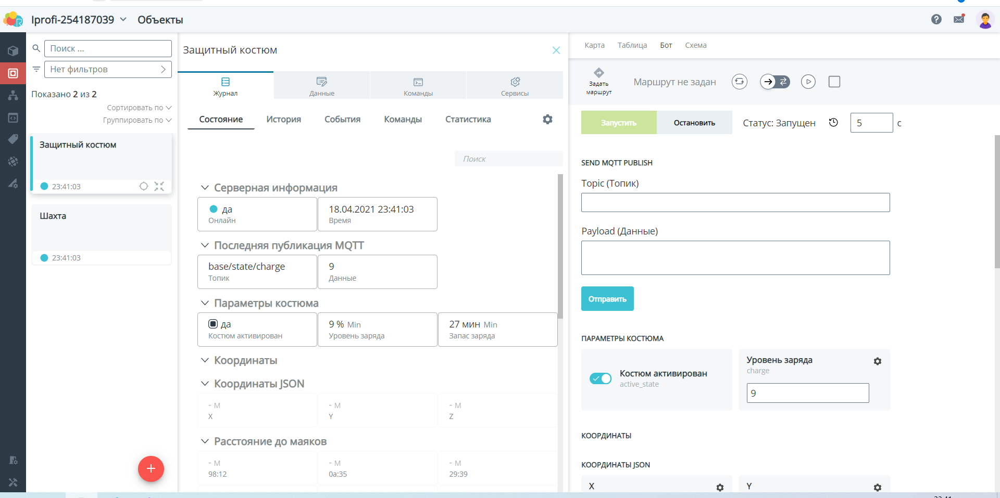 Iprofi-254187039
Объекты
Поиск ...
Нет фильтров
Показано 2 из 2
Сортировать по
Группировать по
Защитный костюм
23:41:03
Шахта
23:41:03
Защитный костюм
Журнал
Данные
Команды
Сервисы
Состояние
История
События
Команды
Статистика
Поиск
Серверная информация
да
Онлайн
18.04.2021 23:41:03
Время
Последняя публикация MQTT
base/state/charge
Топик
9
Данные
Параметры костюма
да
Костюм активирован
9 % Min
Уровень заряда
27 мин Min
Запас заряда
Координаты
Координаты JSON
- М
X
- М
Y
- М
Z
Расстояние до маяков
- М
98:12
- М
0a:35
- М
29:39
Карта
Таблица
Бот
Схема
Задать
маршрут
Маршрут не задан
Запустить
Остановить
Статус: Запущен
5
с
SEND MQTT PUBLISH
Topic (Топик)
Payload (Данные)
Отправить
ПАРАМЕТРЫ КОСТЮМА
Костюм активирован
active_state
Уровень заряда
charge
9
КООРДИНАТЫ
КООРДИНАТЫ JSON
X
Y